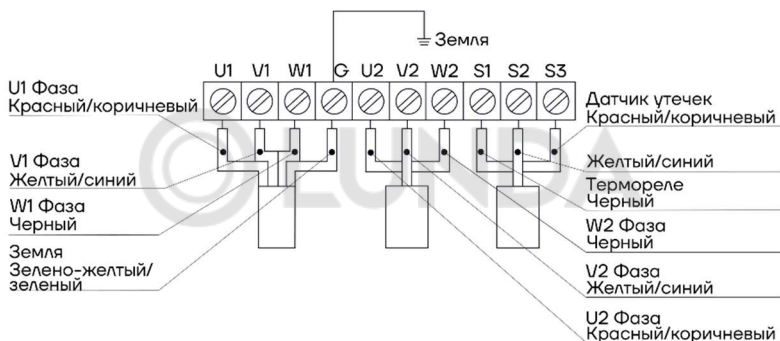 Земля
U1 V1 W1 G U2 V2 W2 S1 S2 S3
U1 Фаза
Красный/коричневый
V1 Фаза
Желтый/синий
W1 Фаза
Черный
Земля
Зелено-желтый/
зеленый
Датчик утечек
Красный/коричневый
Желтый/синий
Термореле
Черный
W2 Фаза
Черный
V2 Фаза
Желтый/синий
U2 Фаза
Красный/коричневый
LUNDA